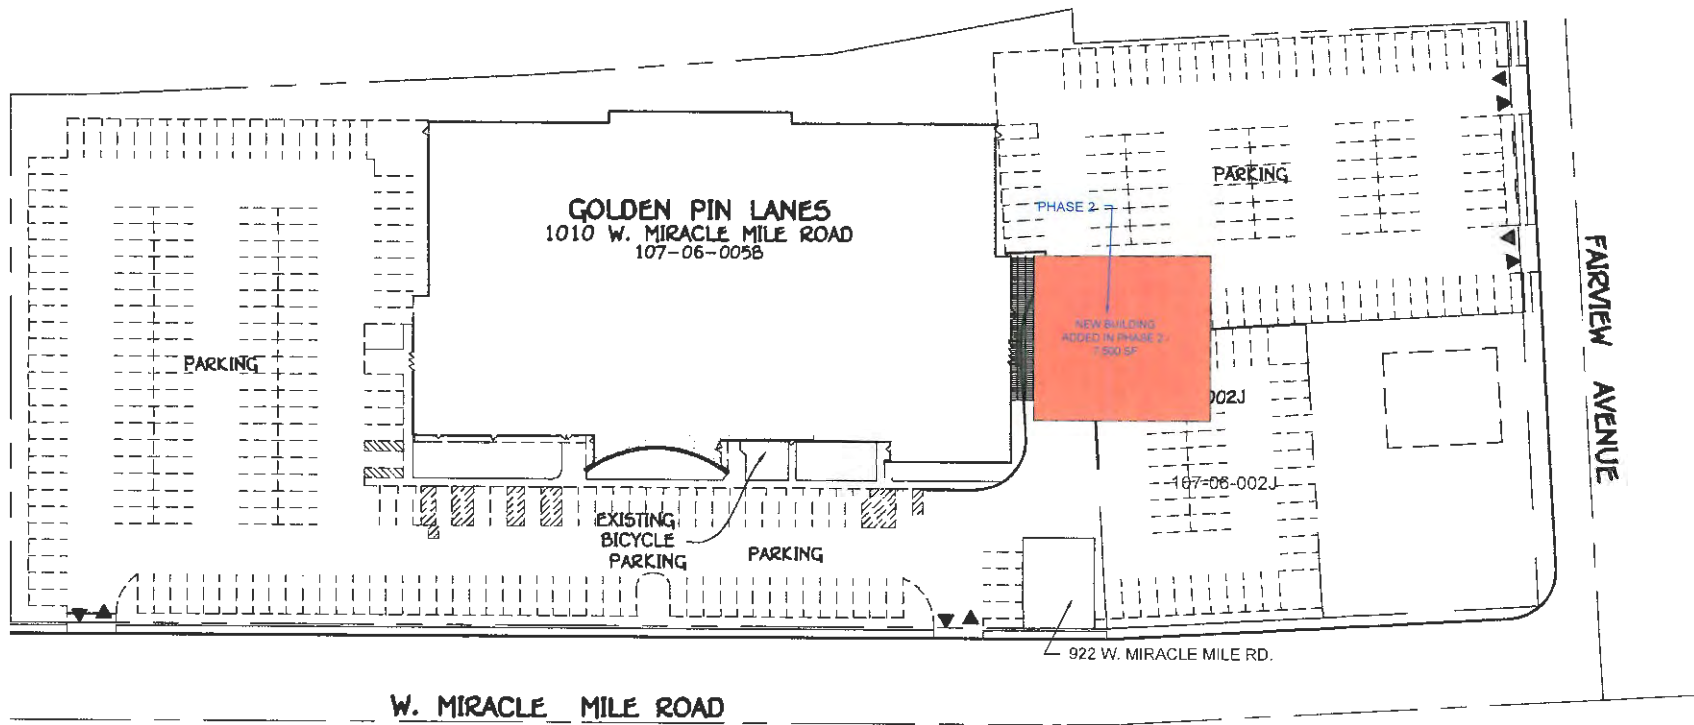 GOLDEN PIN LANES
1010 W. MIRACLE MILE ROAD
107-06-005B
PARKING
PHASE 2
NEW BUILDING
ADDED IN PHASE 2 -
7,500 SF
002J
107-06-002J
PARKING
EXISTING
BICYCLE
PARKING
PARKING
922 W. MIRACLE MILE RD.
W. MIRACLE MILE ROAD
FAIRVIEW AVENUE